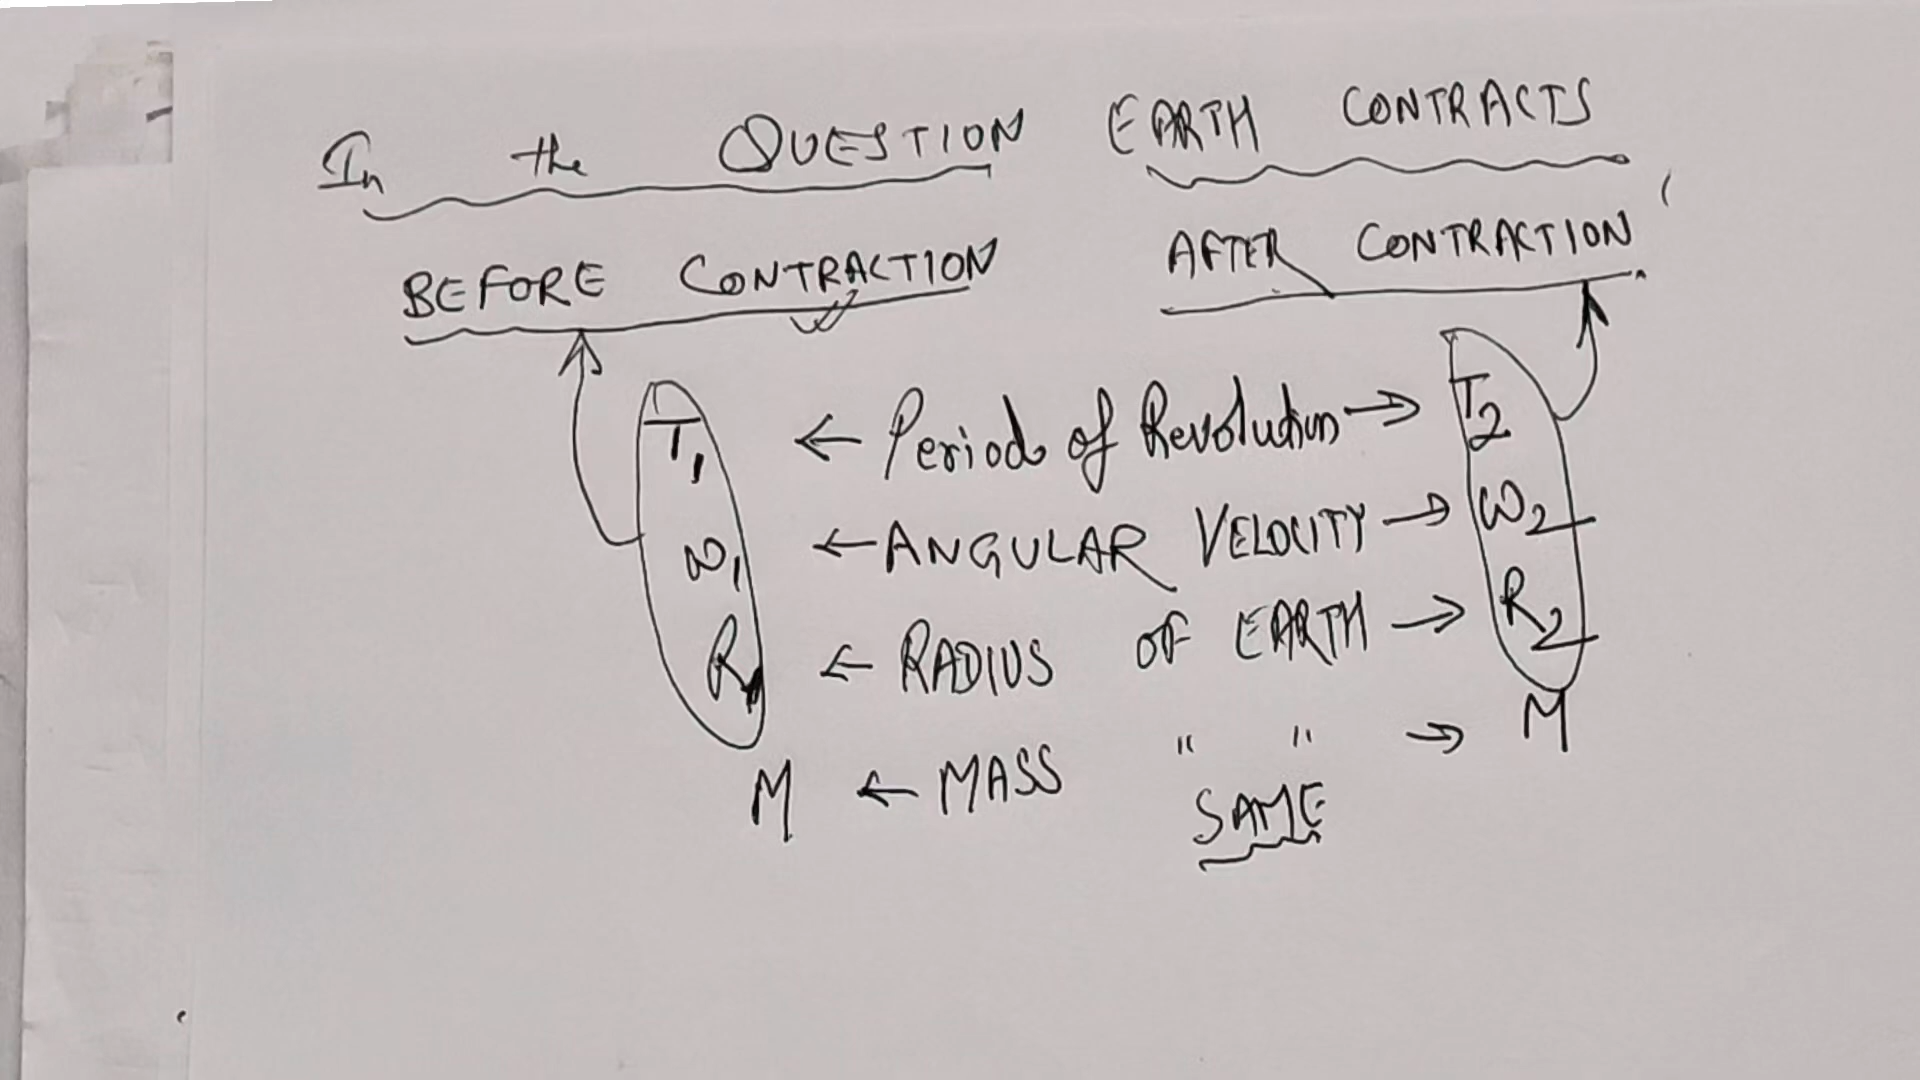 In the QUESTION EARTH CONTRACTS
BEFORE CONTRACTION AFTER CONTRACTION
T1 ← Period of Revolution → T2
ω1 ← ANGULAR VELOCITY → ω2
R1 ← RADIUS OF EARTH → R2
M ← MASS " " → M
SAME